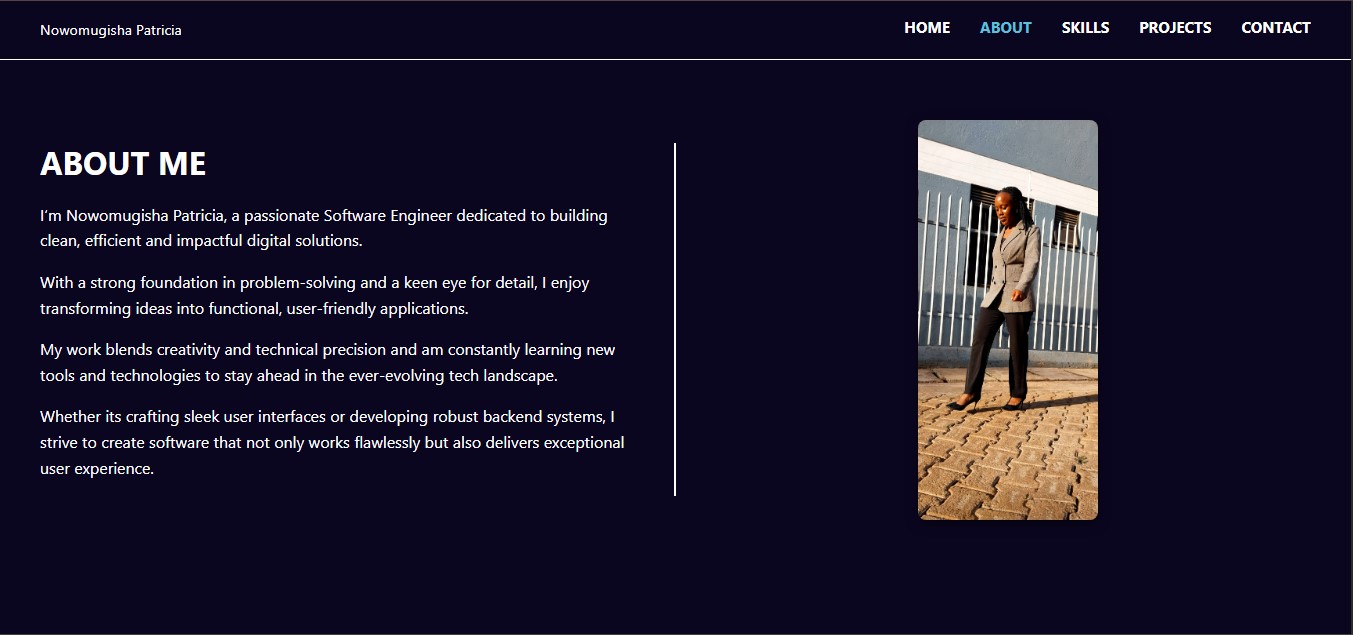 Nowomugisha Patricia
HOME ABOUT SKILLS PROJECTS CONTACT
ABOUT ME
I'm Nowomugisha Patricia, a passionate Software Engineer dedicated to building
clean, efficient and impactful digital solutions.
With a strong foundation in problem-solving and a keen eye for detail, I enjoy
transforming ideas into functional, user-friendly applications.
My work blends creativity and technical precision and am constantly learning new
tools and technologies to stay ahead in the ever-evolving tech landscape.
Whether its crafting sleek user interfaces or developing robust backend systems, I
strive to create software that not only works flawlessly but also delivers exceptional
user experience.